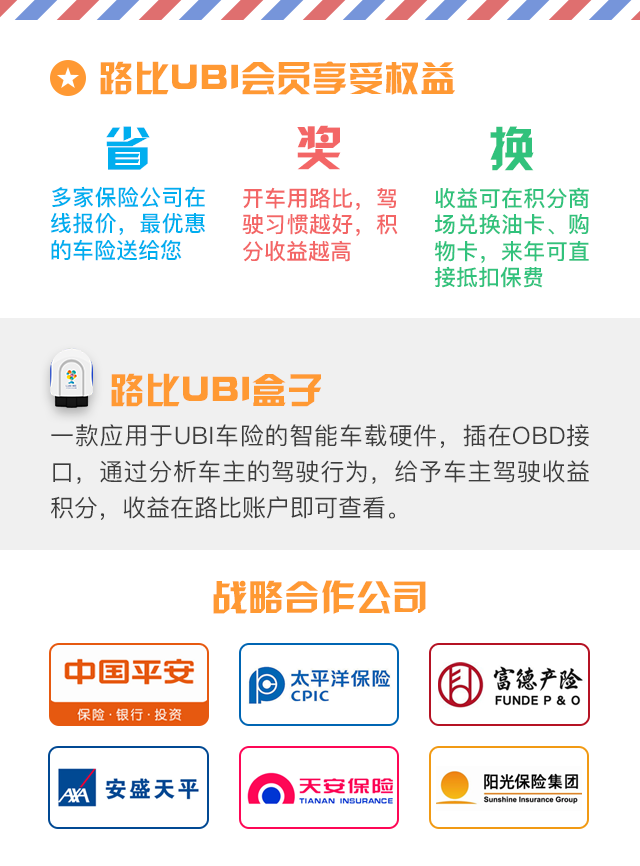 路比UBI会员享受权益
省
多家保险公司在
线报价，最优惠
的车险送给您
奖
开车用路比，驾
驶习惯越好，积
分收益越高
换
收益可在积分商
场兑换油卡、购
物卡，来年可直
接抵扣保费
路比UBI盒子
一款应用于UBI车险的智能车载硬件，插在OBD接
口，通过分析车主的驾驶行为，给予车主驾驶收益
积分，收益在路比账户即可查看。
战略合作公司
中国平安
保险·银行·投资
太平洋保险
CPIC
富德产险
FUNDE P & O
AXA
安盛天平
天安保险
TIANAN INSURANCE
阳光保险集团
Sunshine Insurance Group